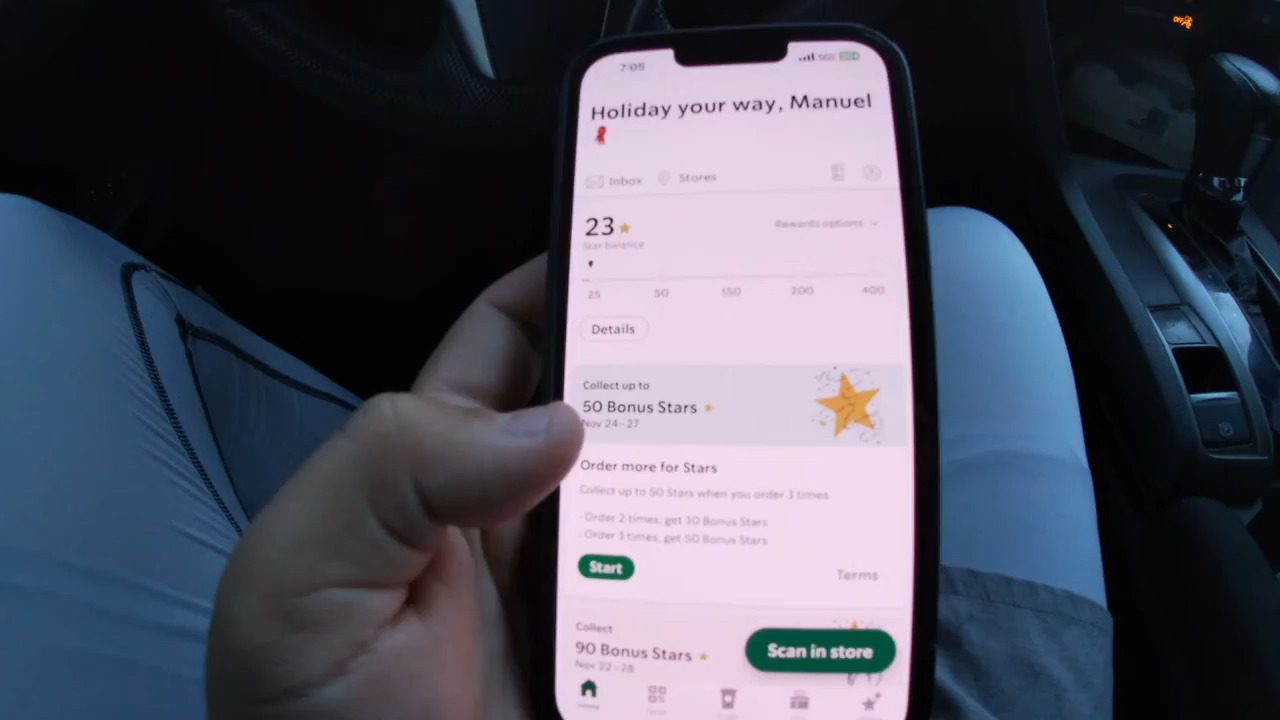 7:05
Holiday your way, Manuel
Inbox Stores
23
Rewards options
Star balance
25 50 150 200 400
Details
Collect up to
50 Bonus Stars
Nov 24-27
Order more for Stars
Collect up to 50 Stars when you order 3 times.
· Order 2 times, get 30 Bonus Stars
· Order 3 times, get 50 Bonus Stars
Start
Terms
Collect
90 Bonus Stars
Nov 22-28
Scan in store
Home